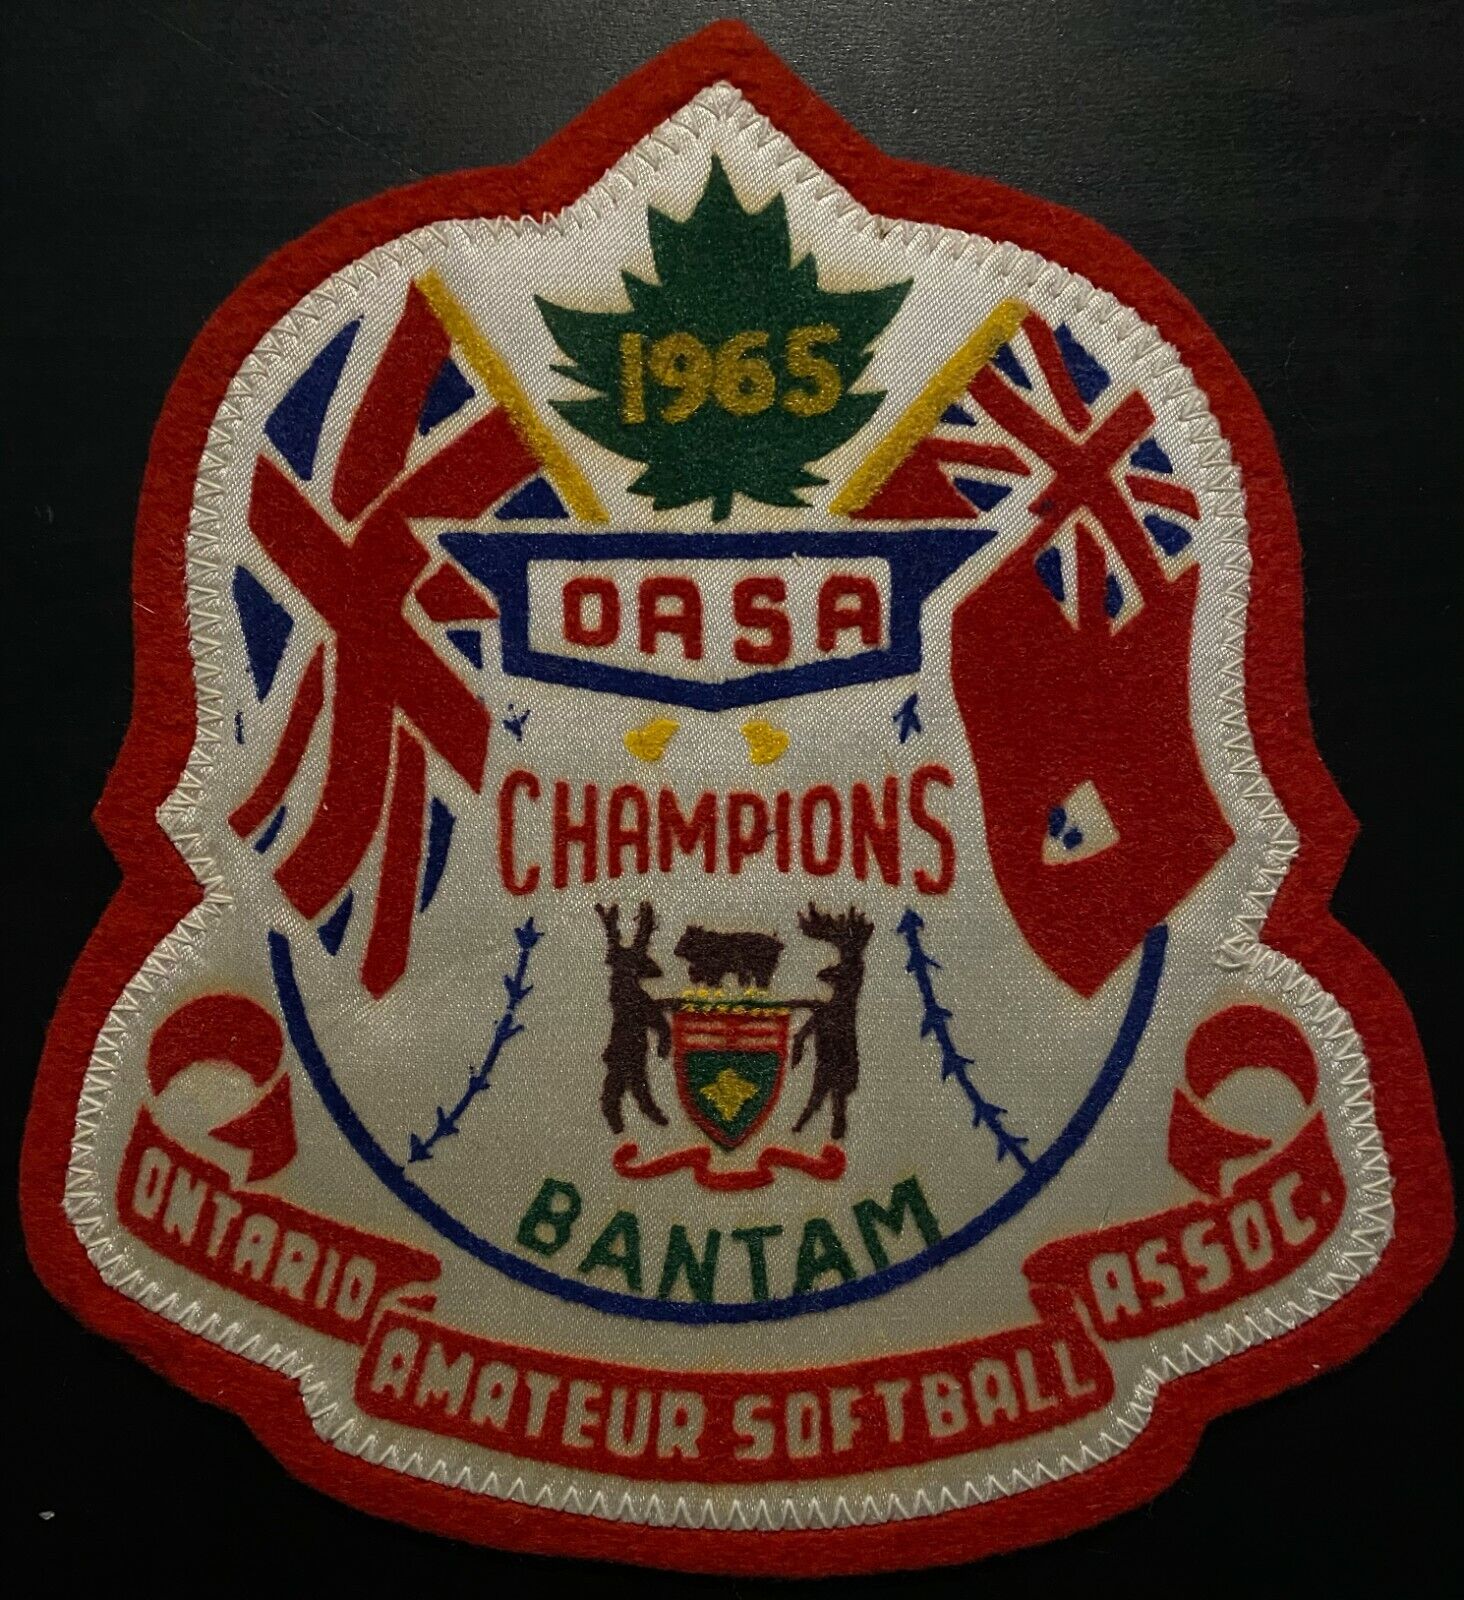 1965
OASA
CHAMPIONS
BANTAM
ONTARIO AMATEUR SOFTBALL ASSOC.